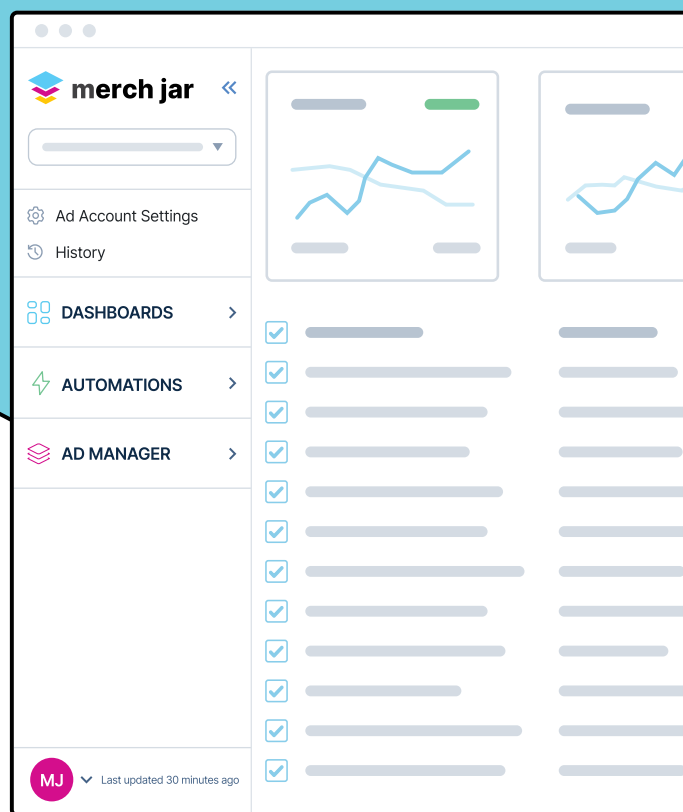 merch jar
Ad Account Settings
History
DASHBOARDS
AUTOMATIONS
AD MANAGER
MJ
Last updated 30 minutes ago